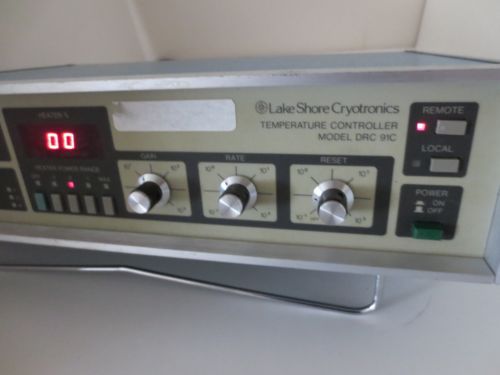 HEATER %
00
Lake Shore Cryotronics
TEMPERATURE CONTROLLER
MODEL DRC 91C
REMOTE
LOCAL
HEATER POWER RANGE
MAX
GAIN
RATE
RESET
POWER
ON
OFF